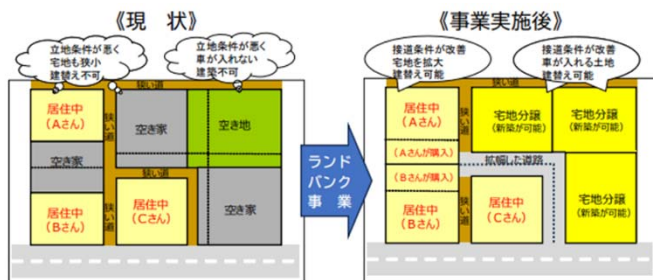 《現　状》
立地条件が悪く
宅地も狭小
建替え不可
立地条件が悪く
車が入れない
建築不可
狭い道
居住中
(Aさん)
狭い道
空き家
空き地
空き家
狭い道
居住中
(Bさん)
狭い道
居住中
(Cさん)
空き家
ランド
バンク
事　業
《事業実施後》
接道条件が改善
宅地を拡大
建替え可能
接道条件が改善
車が入れる土地
建替え可能
狭い道
居住中
(Aさん)
狭い道
宅地分譲
(新築が可能)
宅地分譲
(新築が可能)
(Aさんが購入)
拡幅した道路
(Bさんが購入)
居住中
(Bさん)
狭い道
居住中
(Cさん)
宅地分譲
(新築が可能)